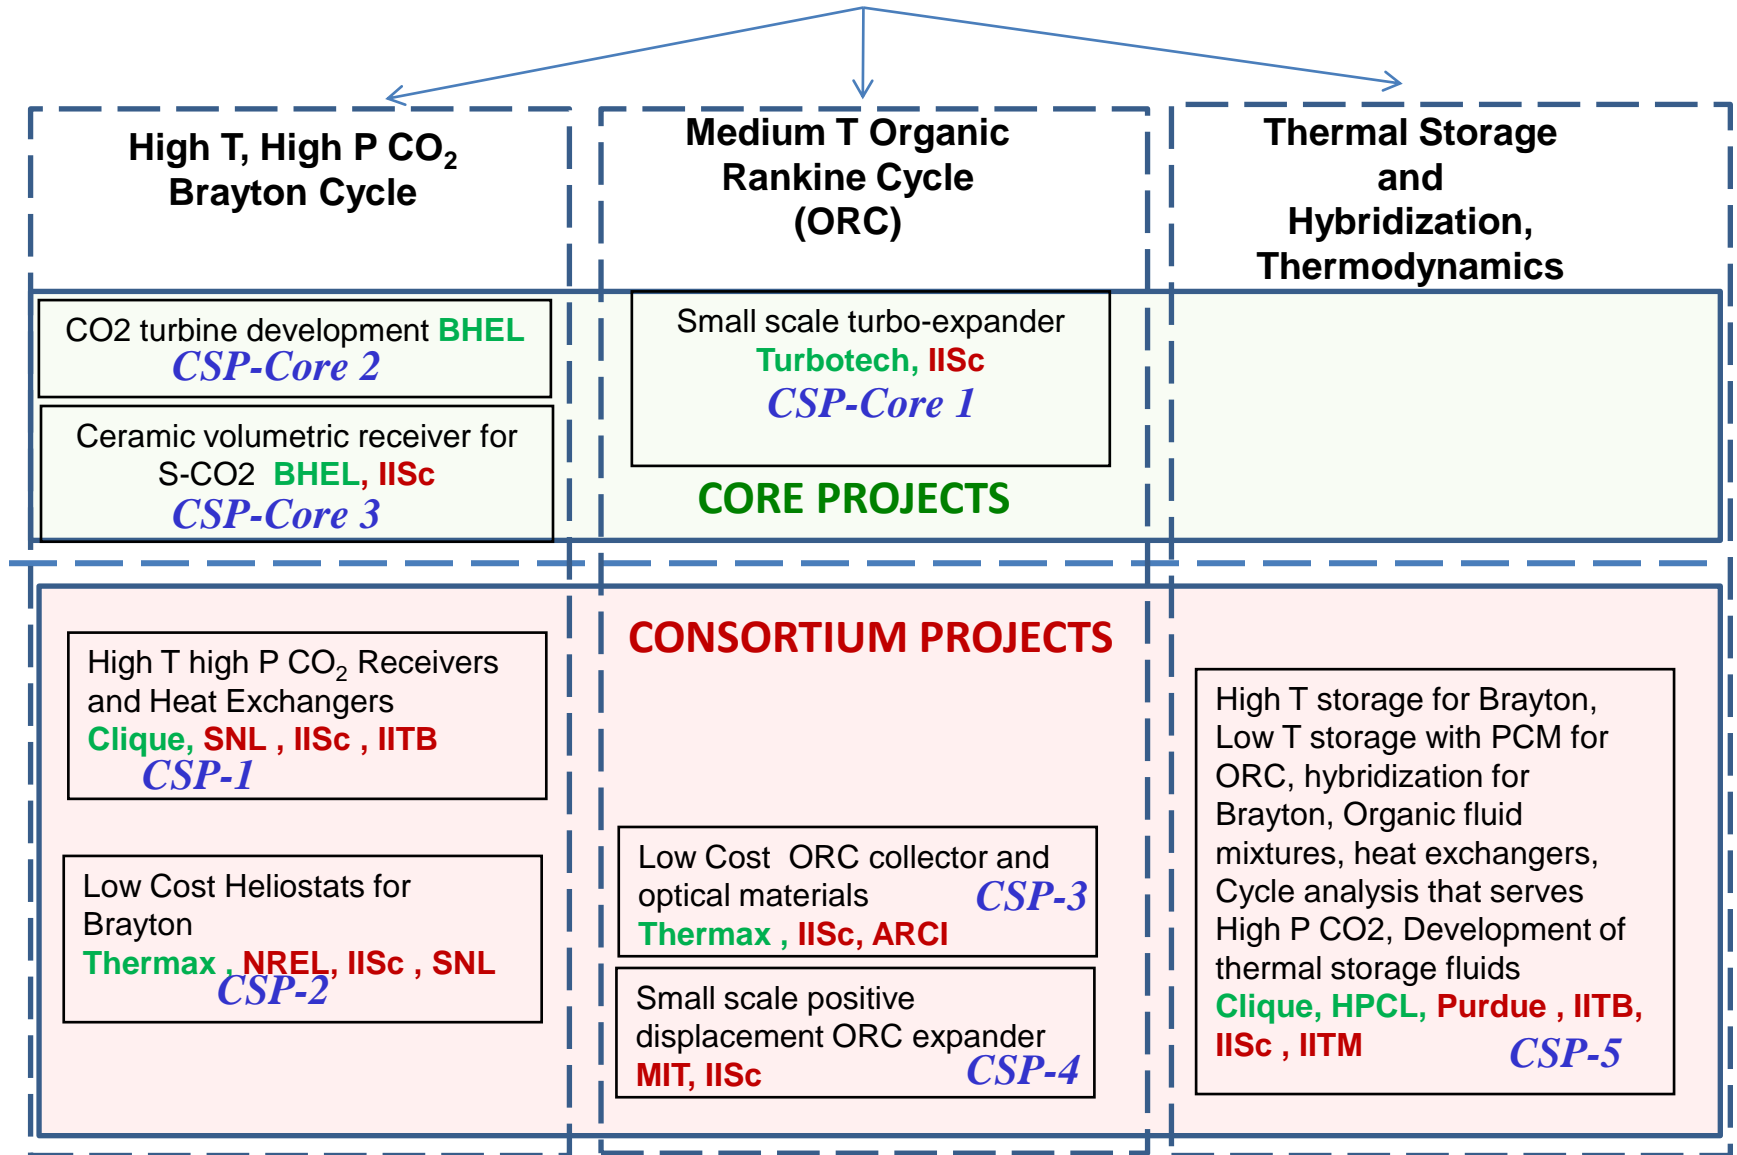 High T, High P CO2
Brayton Cycle
Medium T Organic
Rankine Cycle
(ORC)
Thermal Storage
and
Hybridization,
Thermodynamics
CO2 turbine development BHEL
CSP-Core 2
Ceramic volumetric receiver for
S-CO2 BHEL, IISc
CSP-Core 3
Small scale turbo-expander
Turbotech, IISc
CSP-Core 1
CORE PROJECTS
CONSORTIUM PROJECTS
High T high P CO2 Receivers
and Heat Exchangers
Clique, SNL , IISc , IITB
CSP-1
Low Cost Heliostats for
Brayton
Thermax , NREL, IISc , SNL
CSP-2
Low Cost ORC collector and
optical materials CSP-3
Thermax , IISc, ARCI
Small scale positive
displacement ORC expander
MIT, IISc CSP-4
High T storage for Brayton,
Low T storage with PCM for
ORC, hybridization for
Brayton, Organic fluid
mixtures, heat exchangers,
Cycle analysis that serves
High P CO2, Development of
thermal storage fluids
Clique, HPCL, Purdue , IITB,
IISc , IITM CSP-5